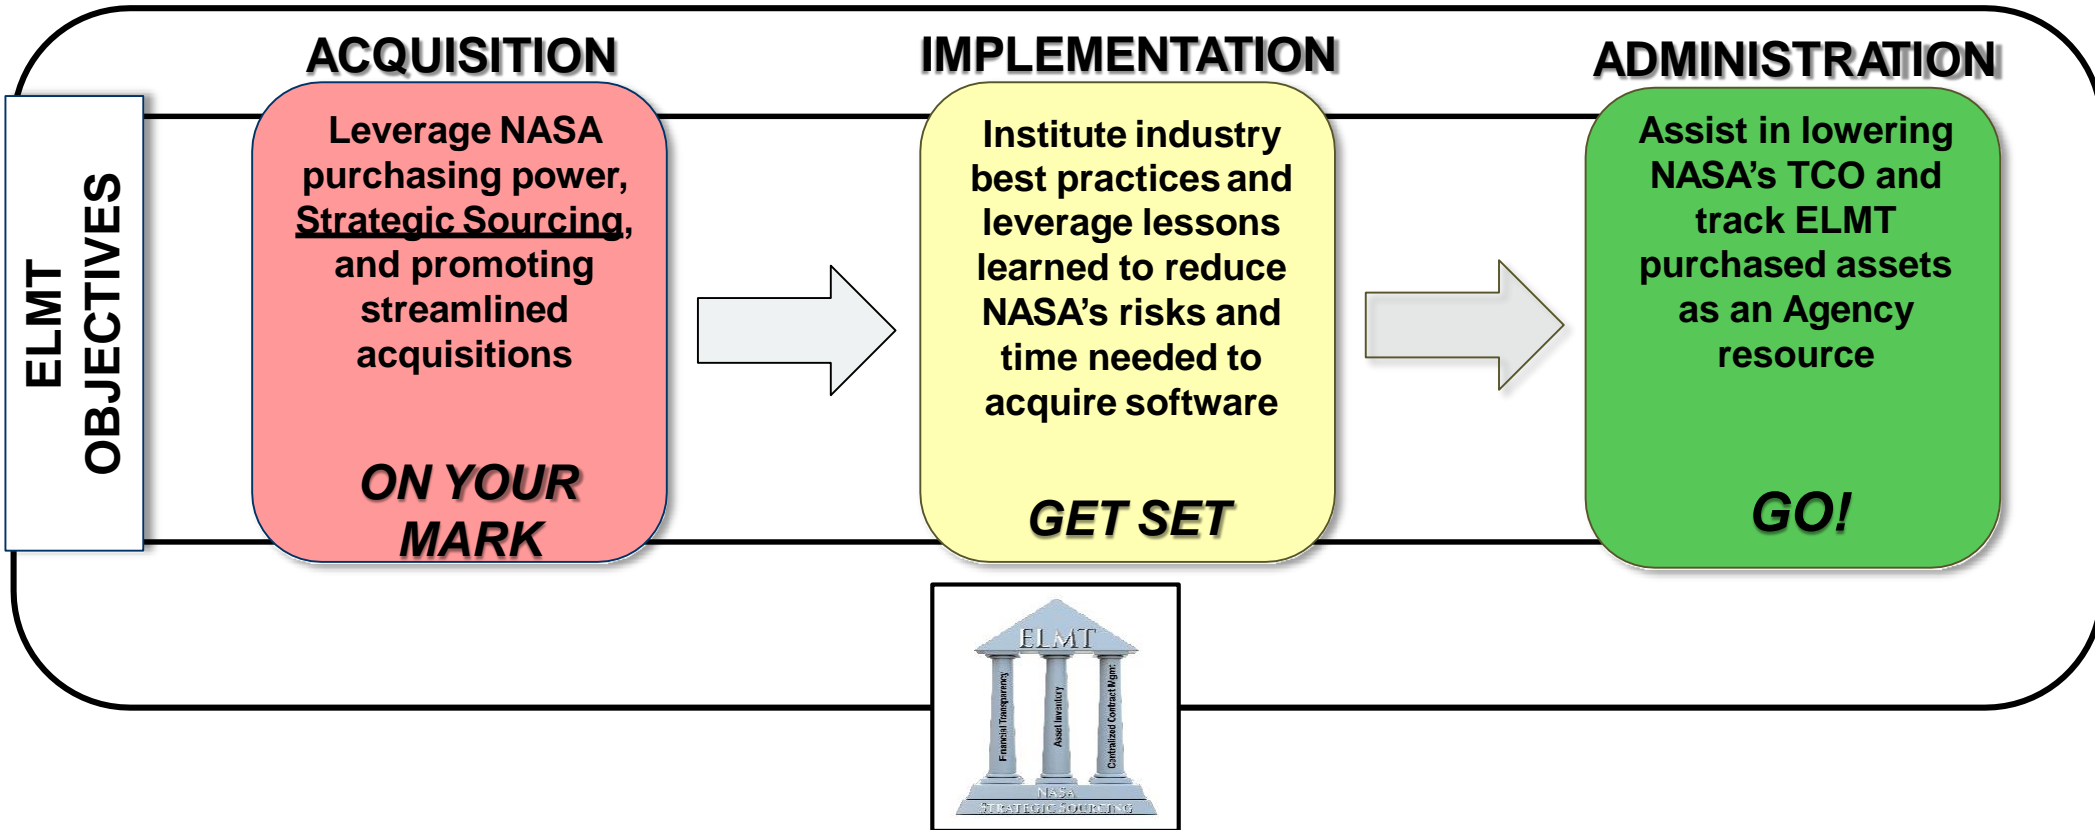 ACQUISITION
IMPLEMENTATION
ADMINISTRATION
ELMT
OBJECTIVES
Leverage NASA
purchasing power,
Strategic Sourcing,
and promoting
streamlined
acquisitions
ON YOUR
MARK
Institute industry
best practices and
leverage lessons
learned to reduce
NASA’s risks and
time needed to
acquire software
GET SET
Assist in lowering
NASA’s TCO and
track ELMT
purchased assets
as an Agency
resource
GO!
ELMT
Financial Transparency
Asset Inventory
Centralized Contract Mgmt
NASA
STRATEGIC SOURCING